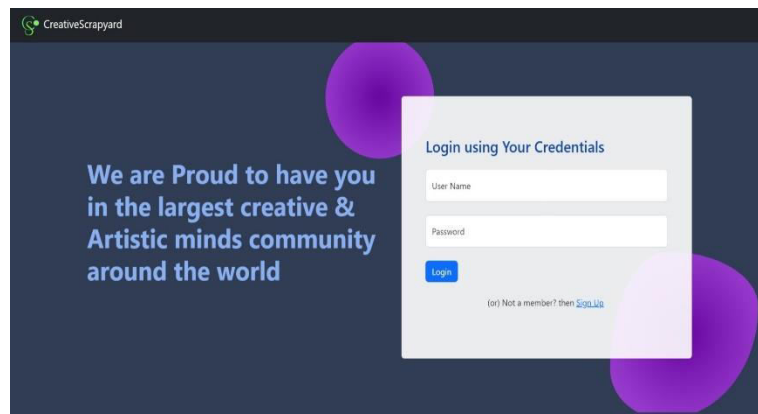 CreativeScrapyard
We are Proud to have you
in the largest creative &
Artistic minds community
around the world
Login using Your Credentials
User Name
Password
Login
(or) Not a member? then Sign Up